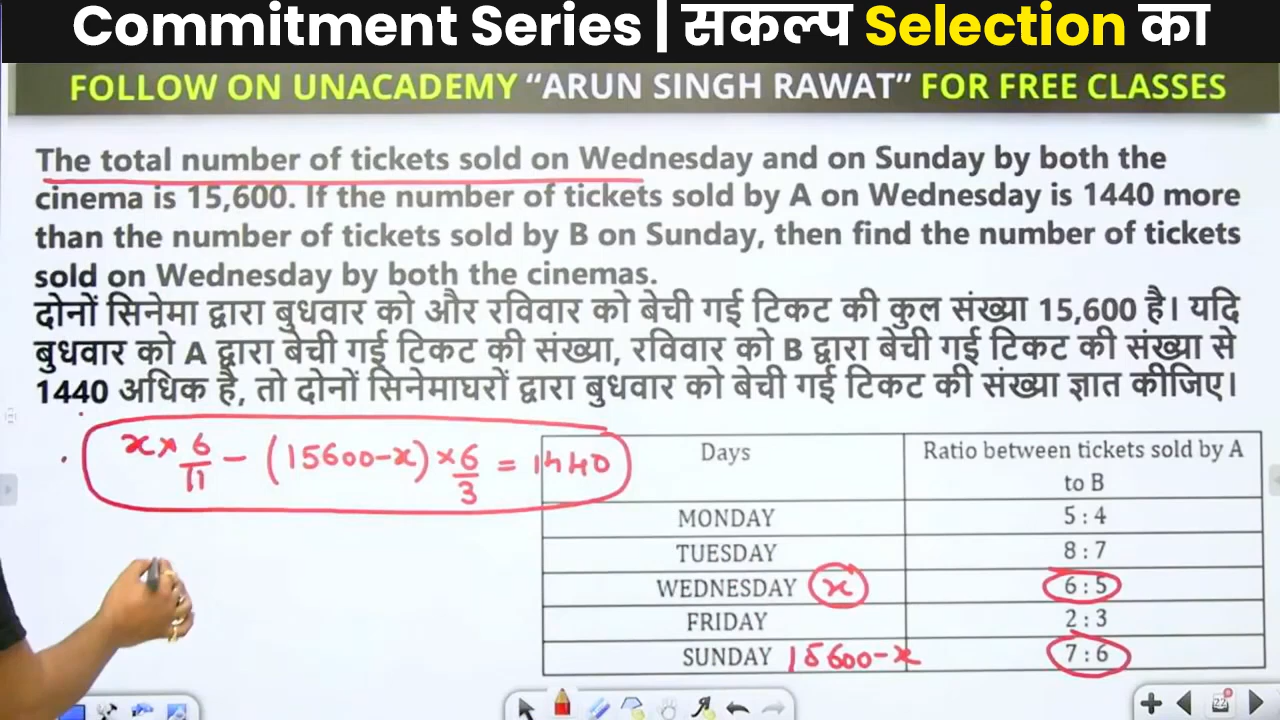 Commitment Series | सकल्प Selection का
FOLLOW ON UNACADEMY “ARUN SINGH RAWAT” FOR FREE CLASSES
The total number of tickets sold on Wednesday and on Sunday by both the
cinema is 15,600. If the number of tickets sold by A on Wednesday is 1440 more
than the number of tickets sold by B on Sunday, then find the number of tickets
sold on Wednesday by both the cinemas.
दोनों सिनेमा द्वारा बुधवार को और रविवार को बेची गई टिकट की कुल संख्या 15,600 है। यदि
बुधवार को A द्वारा बेची गई टिकट की संख्या, रविवार को B द्वारा बेची गई टिकट की संख्या से
1440 अधिक है, तो दोनों सिनेमाघरों द्वारा बुधवार को बेची गई टिकट की संख्या ज्ञात कीजिए।
x × 6/11 − (15600-x) × 6/3 = 1440
Days Ratio between tickets sold by A
to B
MONDAY 5 : 4
TUESDAY 8 : 7
WEDNESDAY x 6 : 5
FRIDAY 2 : 3
SUNDAY 15600-x 7 : 6
22